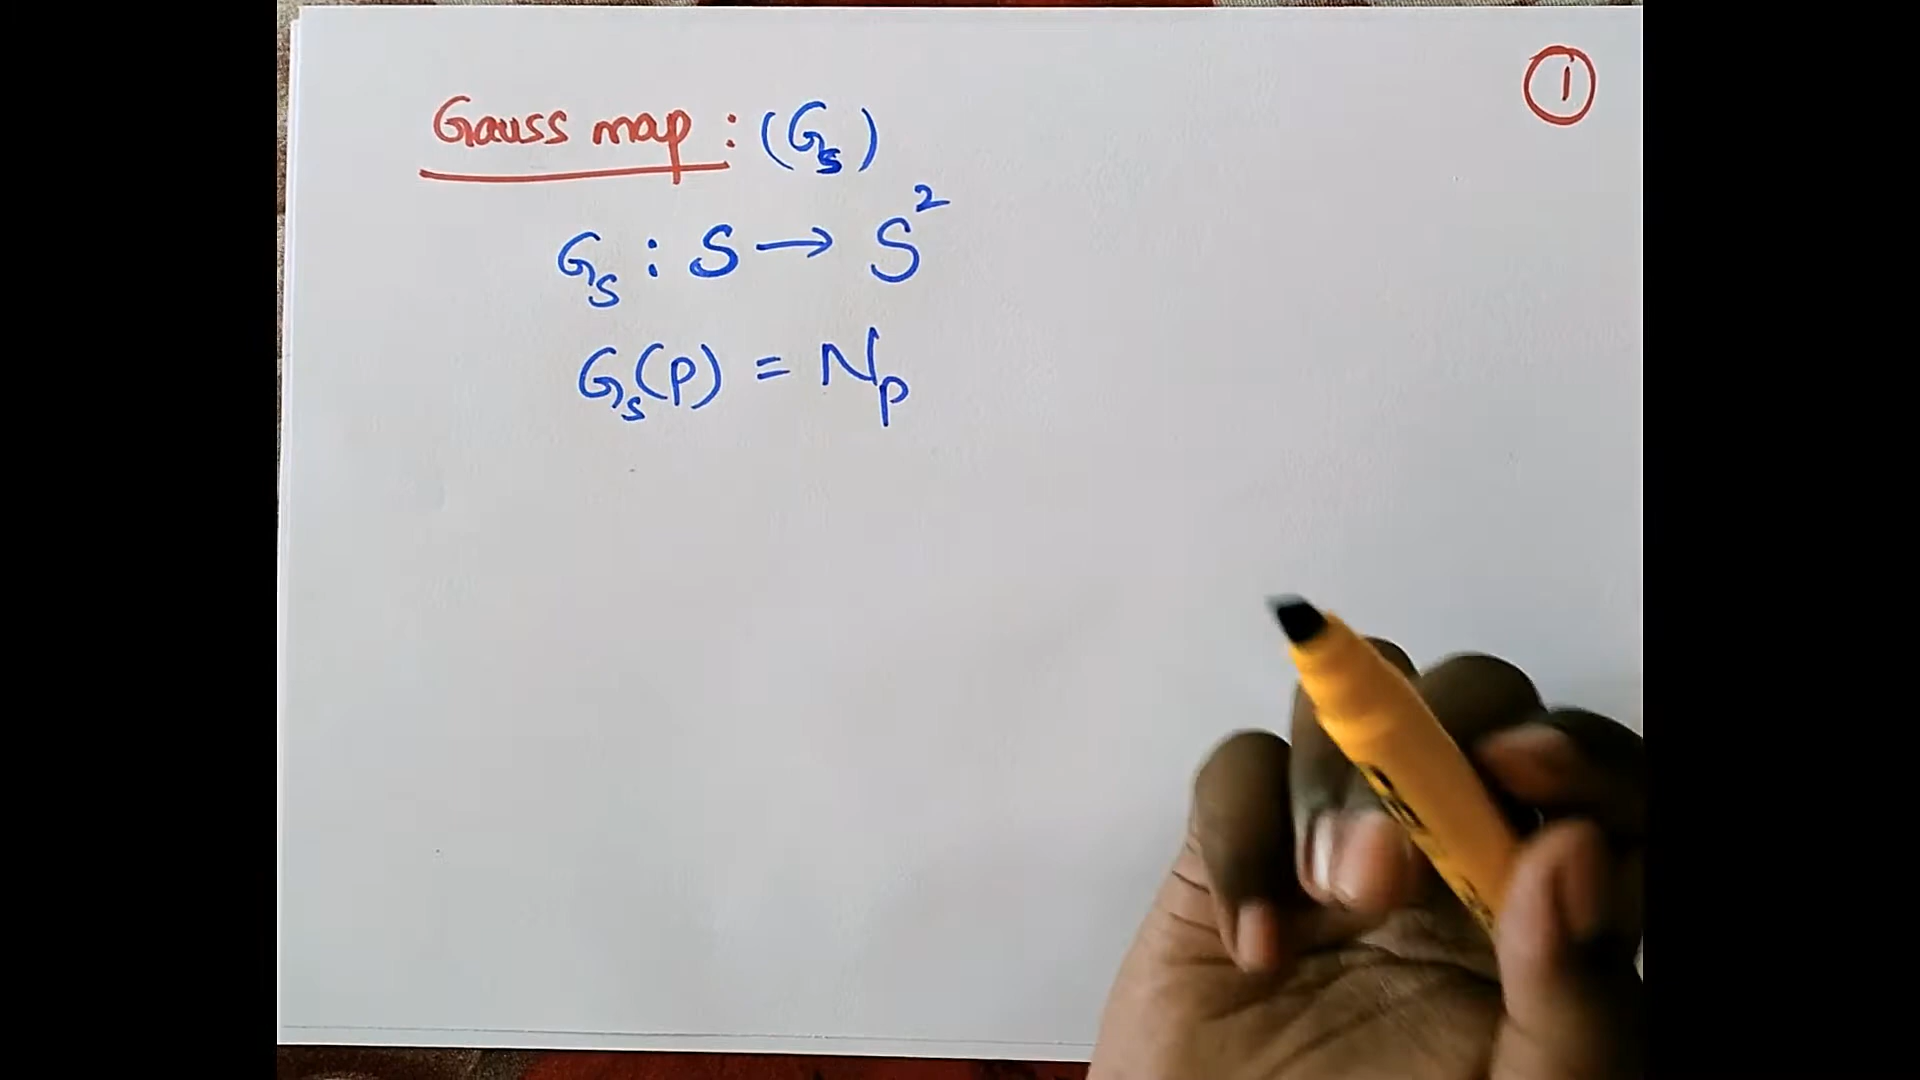 ①
Gauss map : (G_s)
G_s : S → S²
G_s(p) = N_p